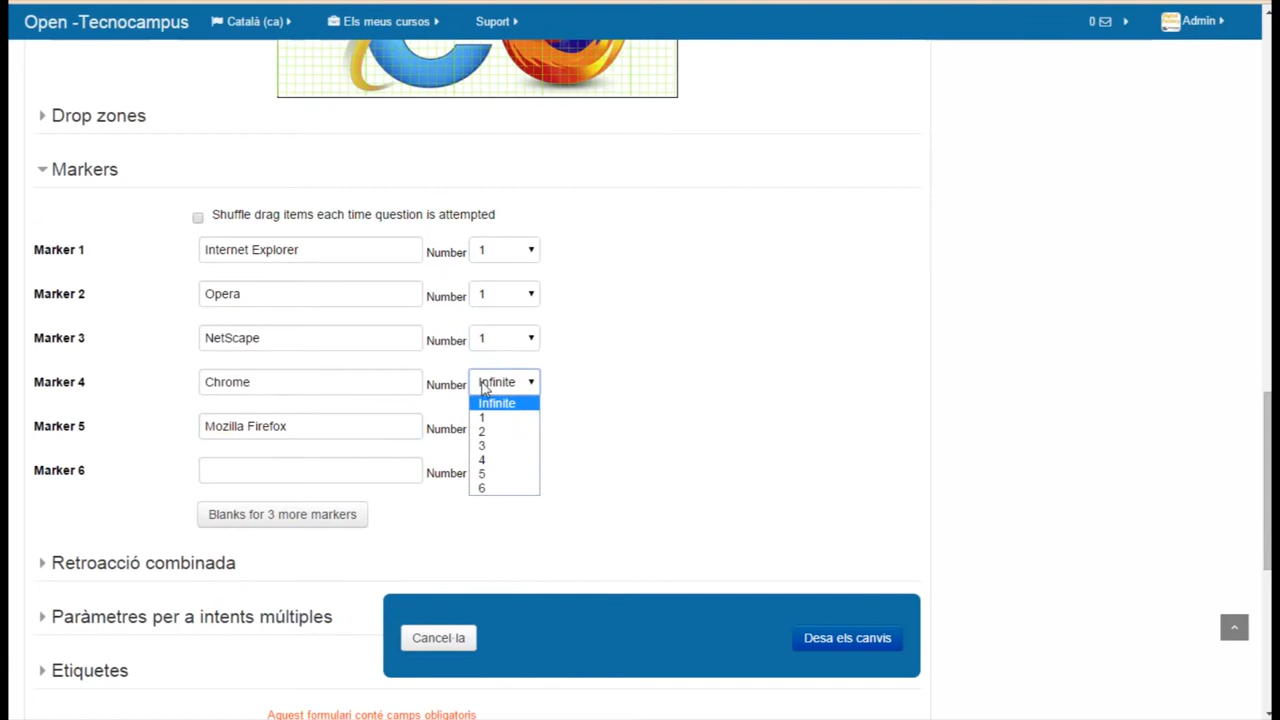 Open -Tecnocampus Català (ca) Els meus cursos Suport 0 Admin
Drop zones
Markers
Shuffle drag items each time question is attempted
Marker 1 Internet Explorer Number 1
Marker 2 Opera Number 1
Marker 3 NetScape Number 1
Marker 4 Chrome Number Infinite
Infinite
1
Marker 5 Mozilla Firefox Number 2
3
4
Marker 6 Number 5
6
Blanks for 3 more markers
Retroacció combinada
Paràmetres per a intents múltiples
Cancel·la Desa els canvis
Etiquetes
Aquest formulari conté camps obligatoris